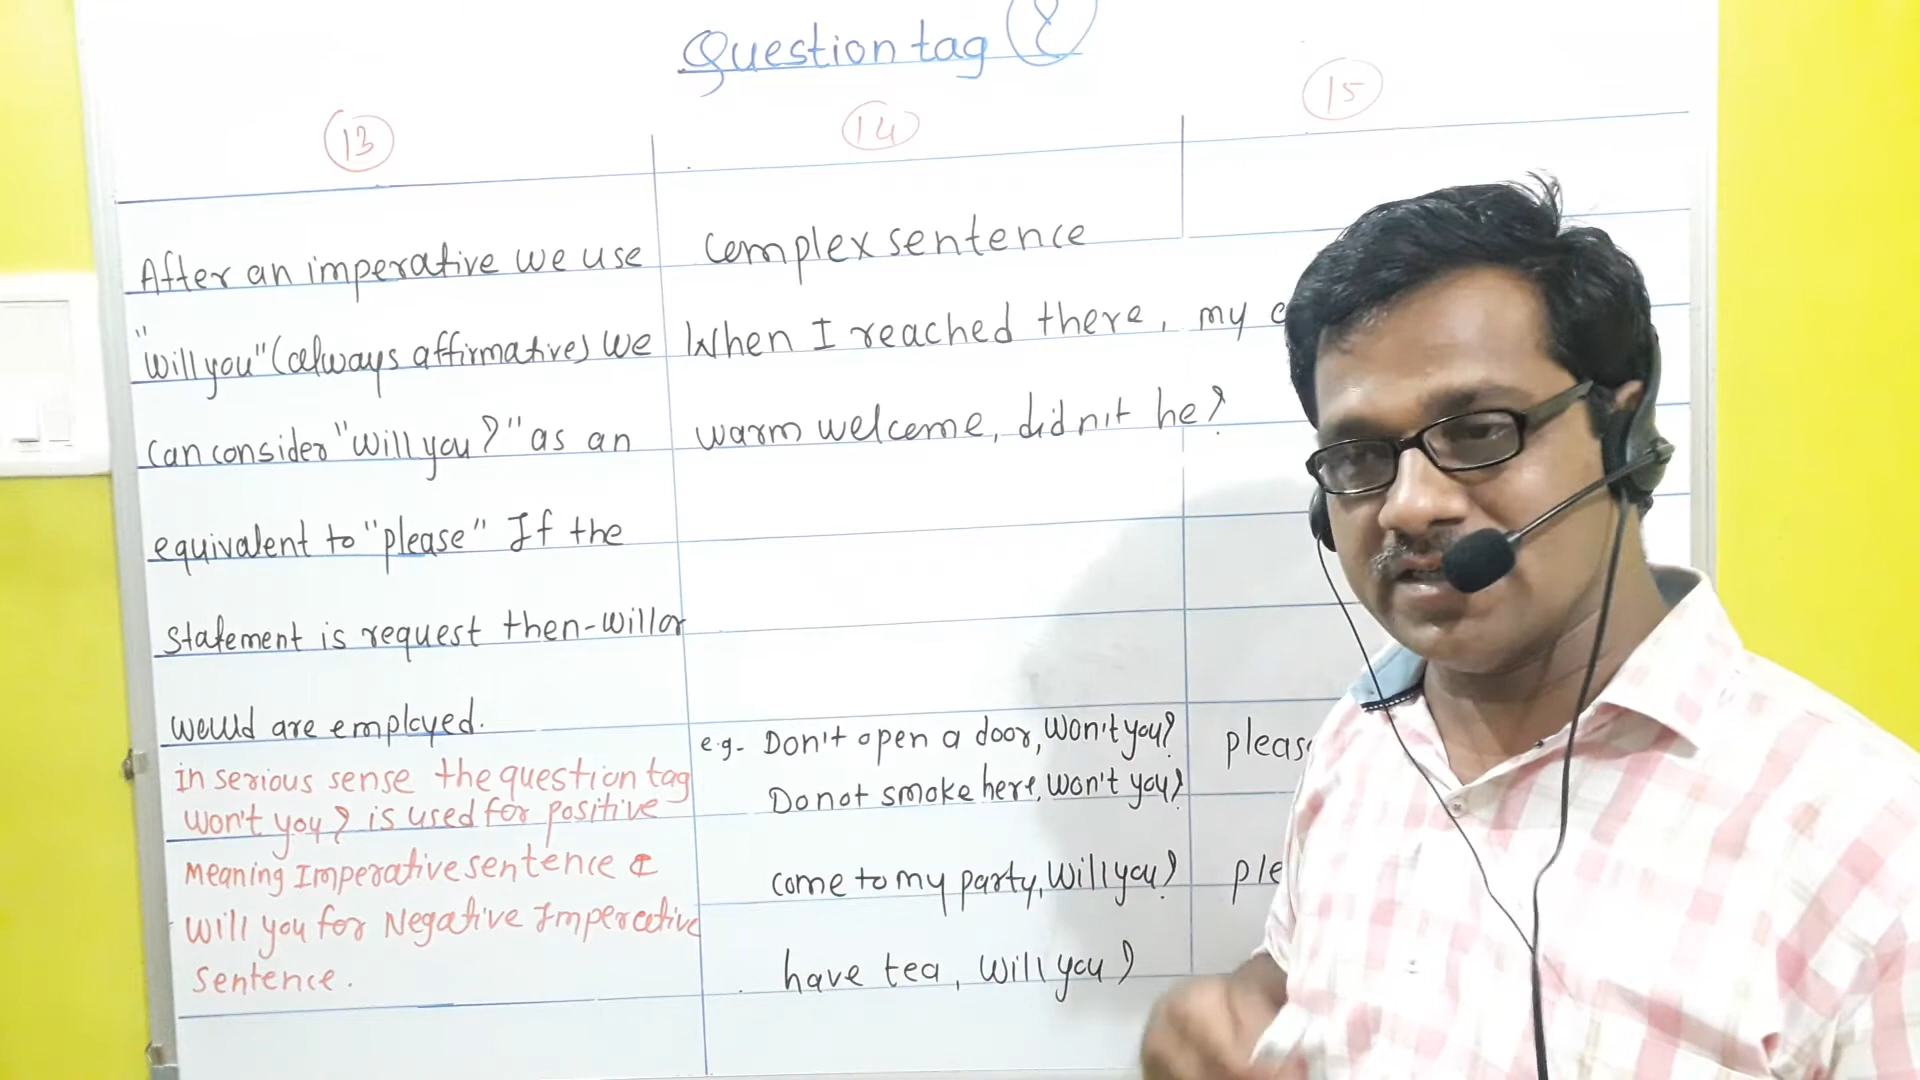 Question tag ?
13
14
15
After an imperative we use
"will you" (always affirmative) we
can consider "will you?" as an
equivalent to "please" If the
statement is request then-will or
would are employed.
in serious sense the question tag
won't you? is used for positive
meaning Imperative sentence &
will you for Negative Imperative
sentence.
complex sentence
When I reached there, my
warm welcome, didn't he?
e.g- Don't open a door, won't you?
Do not smoke here, won't you?
come to my party, will you?
have tea, will you?